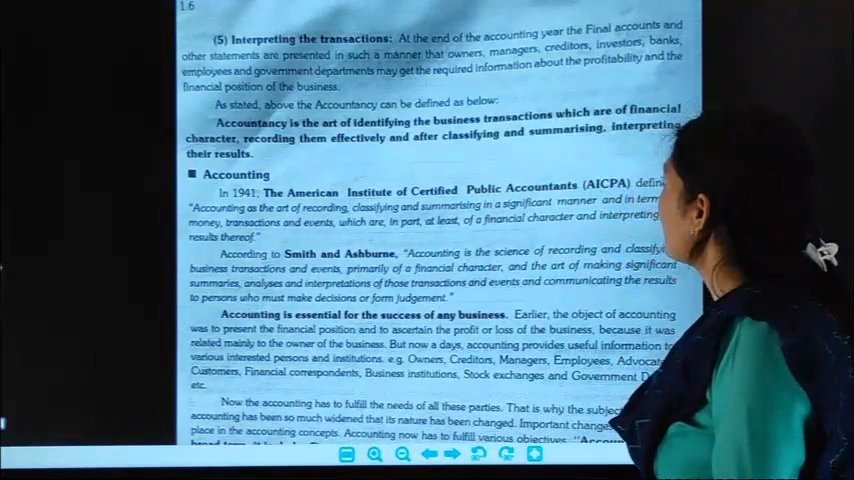 1.6
(5) Interpreting the transactions: At the end of the accounting year the Final accounts and
other statements are presented in such a manner that owners, managers, creditors, investors, banks,
employees and government departments may get the required information about the profitability and the
financial position of the business.
As stated, above the Accountancy can be defined as below:
Accountancy is the art of identifying the business transactions which are of financial
character, recording them effectively and after classifying and summarising, interpreting
their results.
■ Accounting
In 1941, The American Institute of Certified Public Accountants (AICPA)
"Accounting as the art of recording, classifying and summarising in a significant manner and in
money, transactions and events, which are, in part, at least, of a financial character and interpreting
results thereof."
According to Smith and Ashburne, "Accounting is the science of recording and
business transactions and events, primarily of a financial character, and the art of making significant
summaries, analyses and interpretations of those transactions and events and communicating the results
to persons who must make decisions or form judgement."
Accounting is essential for the success of any business. Earlier, the object of accounting
was to present the financial position and to ascertain the profit or loss of the business, because it was
related mainly to the owner of the business. But now a days, accounting provides useful information to
various interested persons and institutions. e.g. Owners, Creditors, Managers, Employees,
Customers, Financial correspondents, Business institutions, Stock exchanges and Government
etc.
Now the accounting has to fulfill the needs of all these parties. That is why the
accounting has been so much widened that its nature has been changed. Important
place in the accounting concepts. Accounting now has to fulfill various objectives.